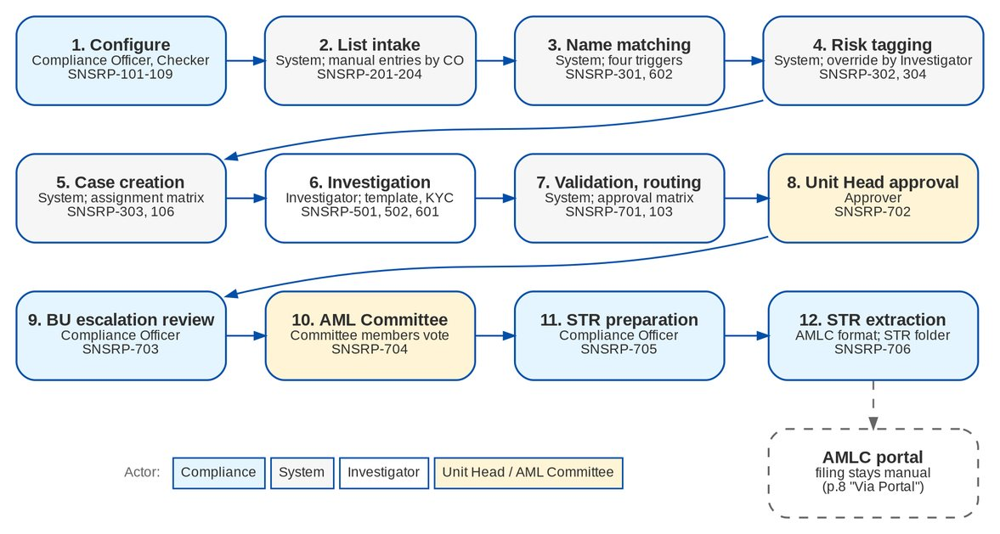 1. Configure
Compliance Officer, Checker
SNSRP-101-109
2. List intake
System; manual entries by CO
SNSRP-201-204
3. Name matching
System; four triggers
SNSRP-301, 602
4. Risk tagging
System; override by Investigator
SNSRP-302, 304
5. Case creation
System; assignment matrix
SNSRP-303, 106
6. Investigation
Investigator; template, KYC
SNSRP-501, 502, 601
7. Validation, routing
System; approval matrix
SNSRP-701, 103
8. Unit Head approval
Approver
SNSRP-702
9. BU escalation review
Compliance Officer
SNSRP-703
10. AML Committee
Committee members vote
SNSRP-704
11. STR preparation
Compliance Officer
SNSRP-705
12. STR extraction
AMLC format; STR folder
SNSRP-706
AMLC portal
filing stays manual
(p.8 "Via Portal")
Actor:
Compliance
System
Investigator
Unit Head / AML Committee